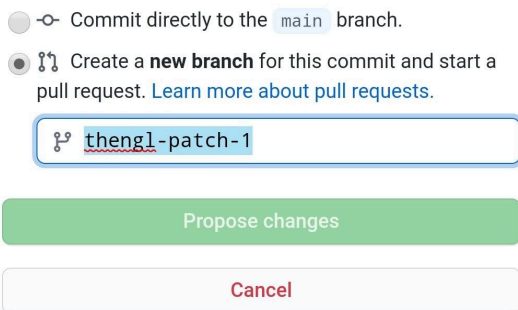 Commit directly to the main branch.
Create a new branch for this commit and start a
pull request. Learn more about pull requests.
thengl-patch-1
Propose changes
Cancel